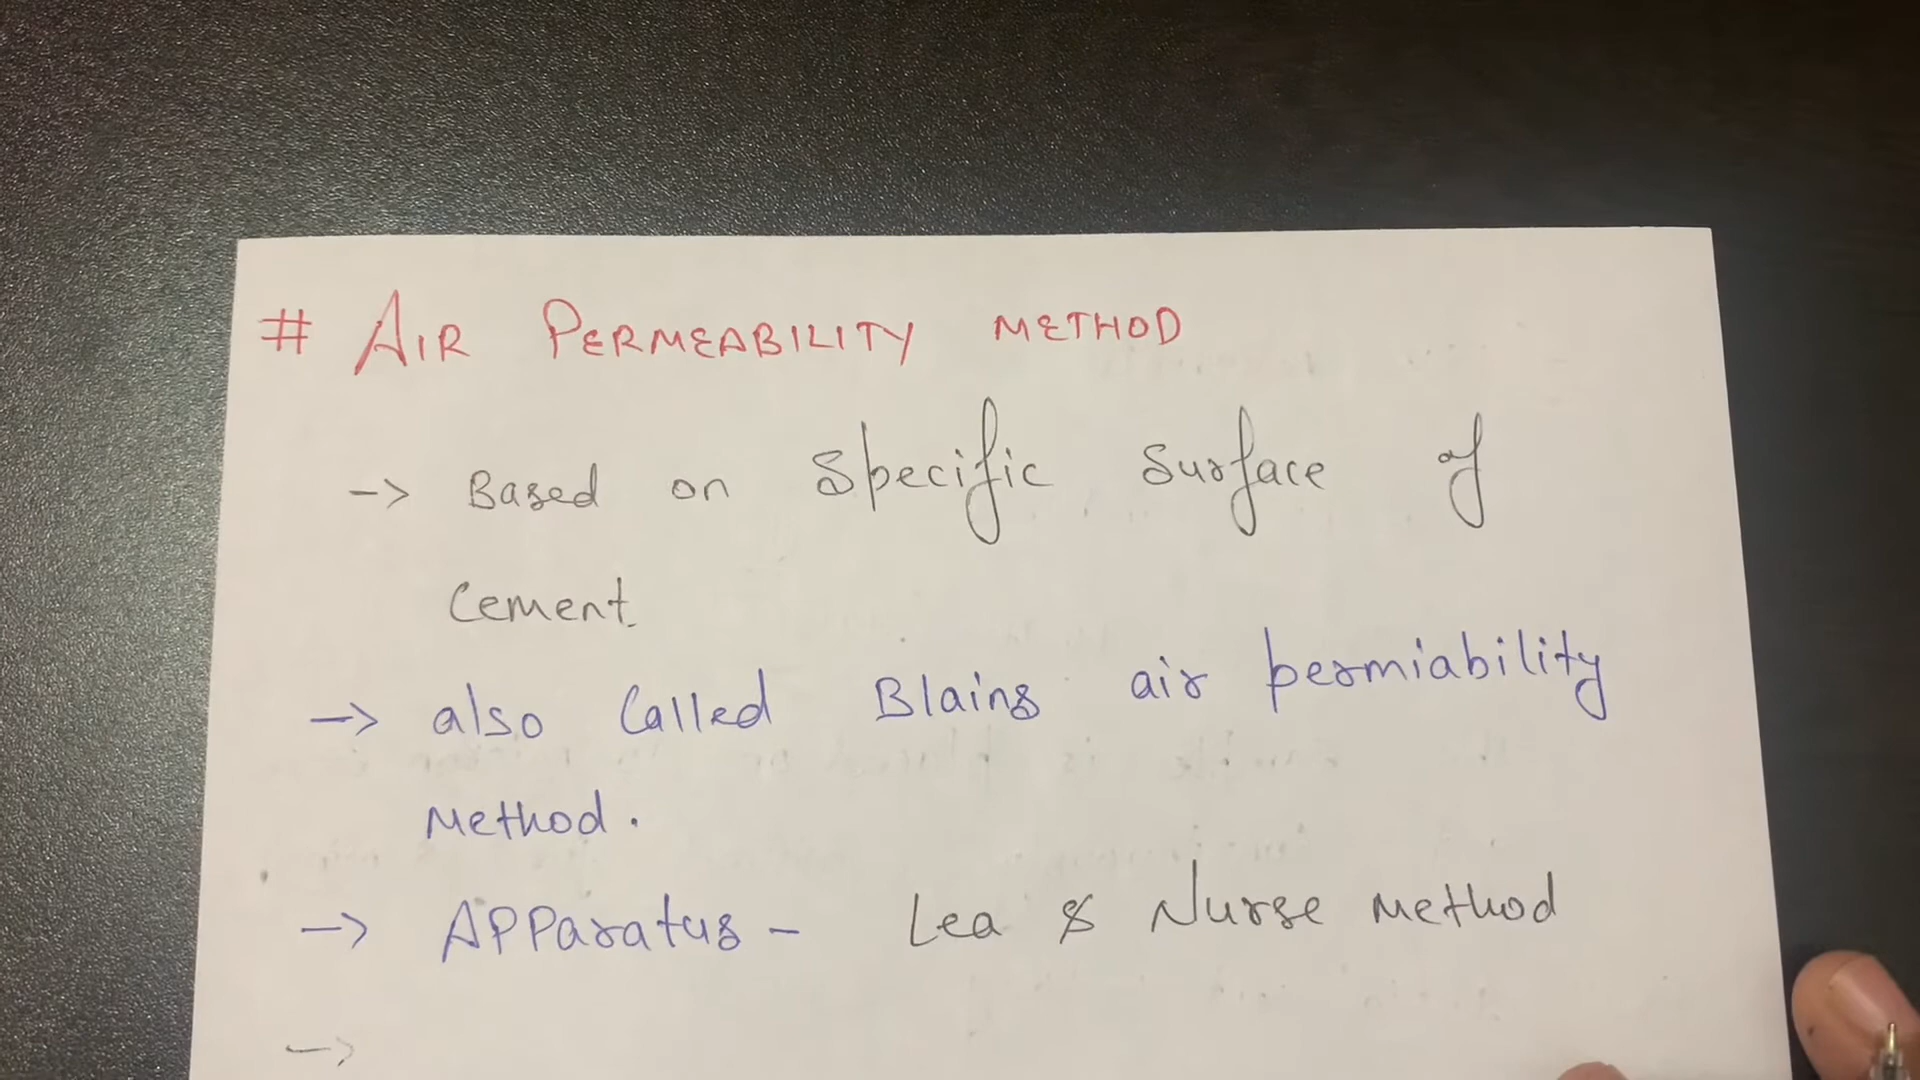 # AIR PERMEABILITY METHOD
-> Based on Specific Surface of
Cement
-> also Called Blains air permiability
Method.
-> APParatus - Lea & Nurse Method
->